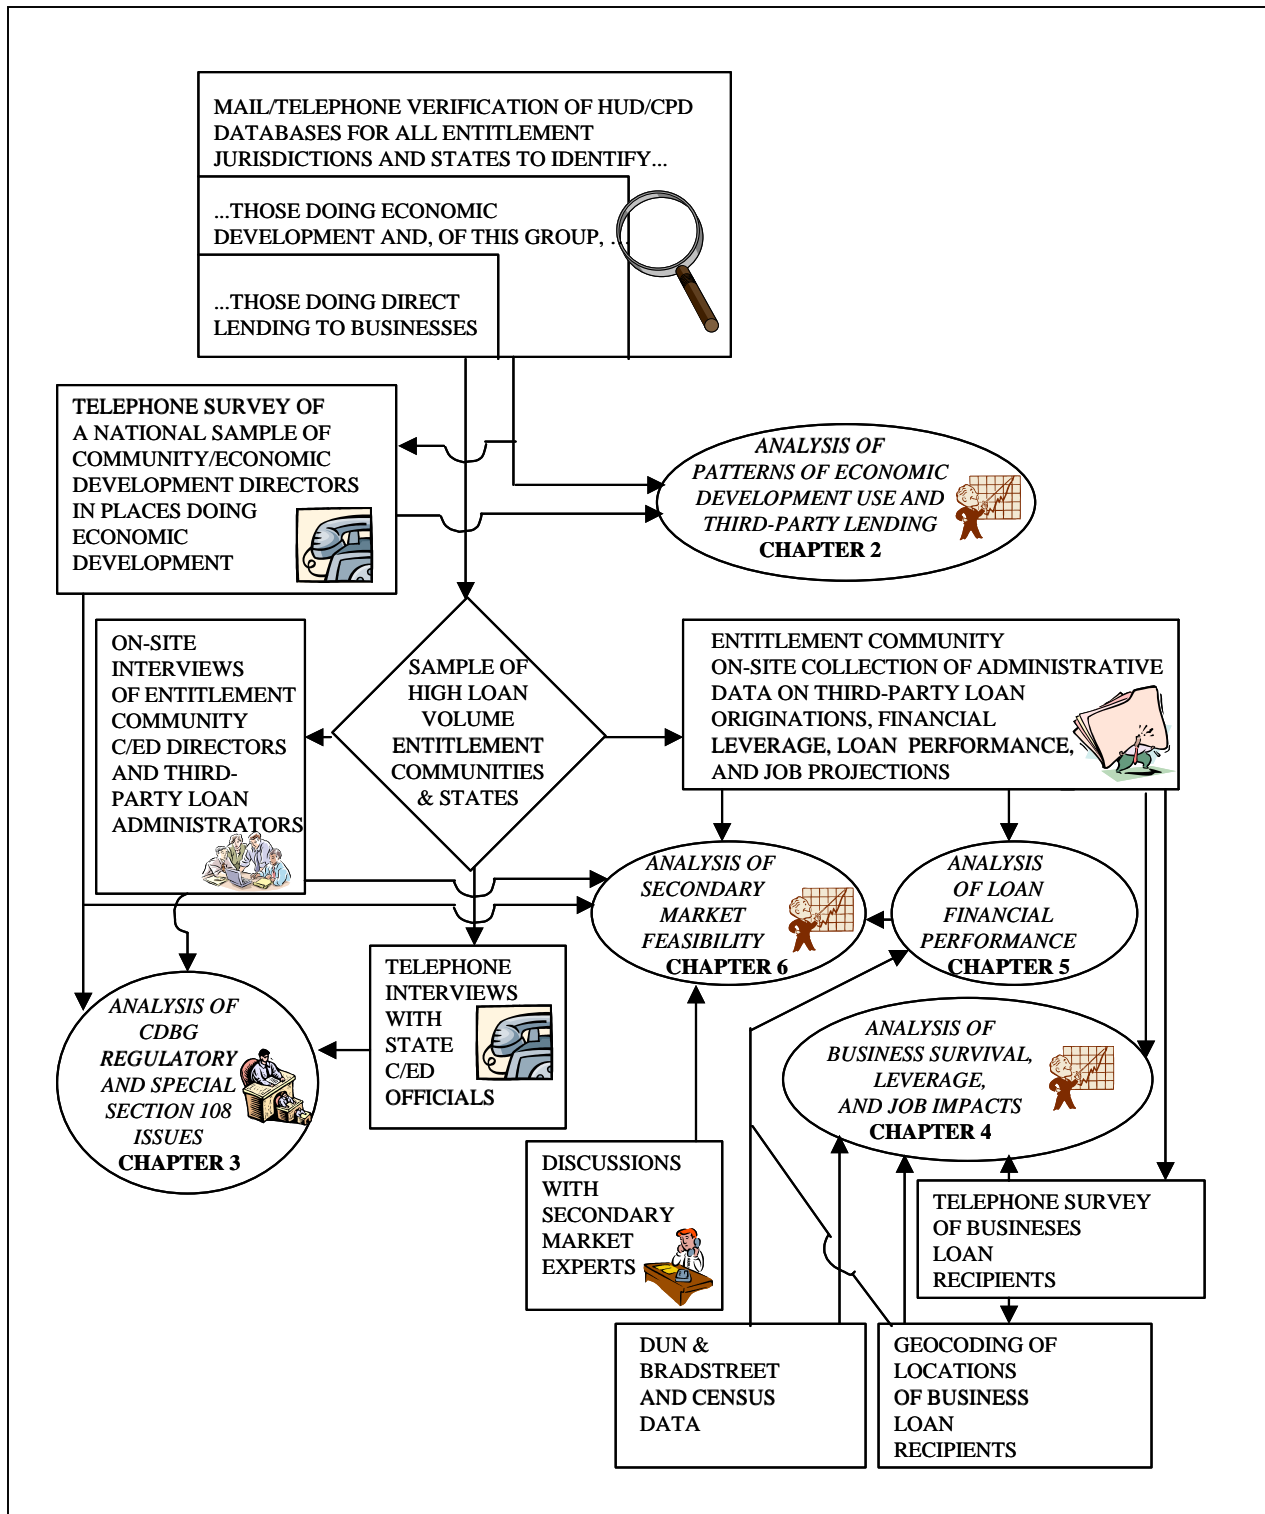 MAIL/TELEPHONE VERIFICATION OF HUD/CPD
DATABASES FOR ALL ENTITLEMENT
JURISDICTIONS AND STATES TO IDENTIFY...
...THOSE DOING ECONOMIC
DEVELOPMENT AND, OF THIS GROUP, ...
...THOSE DOING DIRECT
LENDING TO BUSINESSES
TELEPHONE SURVEY OF
A NATIONAL SAMPLE OF
COMMUNITY/ECONOMIC
DEVELOPMENT DIRECTORS
IN PLACES DOING
ECONOMIC
DEVELOPMENT
ANALYSIS OF
PATTERNS OF ECONOMIC
DEVELOPMENT USE AND
THIRD-PARTY LENDING
CHAPTER 2
ON-SITE
INTERVIEWS
OF ENTITLEMENT
COMMUNITY
C/ED DIRECTORS
AND THIRD-
PARTY LOAN
ADMINISTRATORS
SAMPLE OF
HIGH LOAN
VOLUME
ENTITLEMENT
COMMUNITIES
& STATES
ENTITLEMENT COMMUNITY
ON-SITE COLLECTION OF ADMINISTRATIVE
DATA ON THIRD-PARTY LOAN
ORIGINATIONS, FINANCIAL
LEVERAGE, LOAN PERFORMANCE,
AND JOB PROJECTIONS
ANALYSIS OF
SECONDARY
MARKET
FEASIBILITY
CHAPTER 6
ANALYSIS
OF LOAN
FINANCIAL
PERFORMANCE
CHAPTER 5
ANALYSIS OF
CDBG
REGULATORY
AND SPECIAL
SECTION 108
ISSUES
CHAPTER 3
TELEPHONE
INTERVIEWS
WITH
STATE
C/ED
OFFICIALS
ANALYSIS OF
BUSINESS SURVIVAL,
LEVERAGE,
AND JOB IMPACTS
CHAPTER 4
DISCUSSIONS
WITH
SECONDARY
MARKET
EXPERTS
TELEPHONE SURVEY
OF BUSINESES
LOAN
RECIPIENTS
DUN &
BRADSTREET
AND CENSUS
DATA
GEOCODING OF
LOCATIONS
OF BUSINESS
LOAN
RECIPIENTS